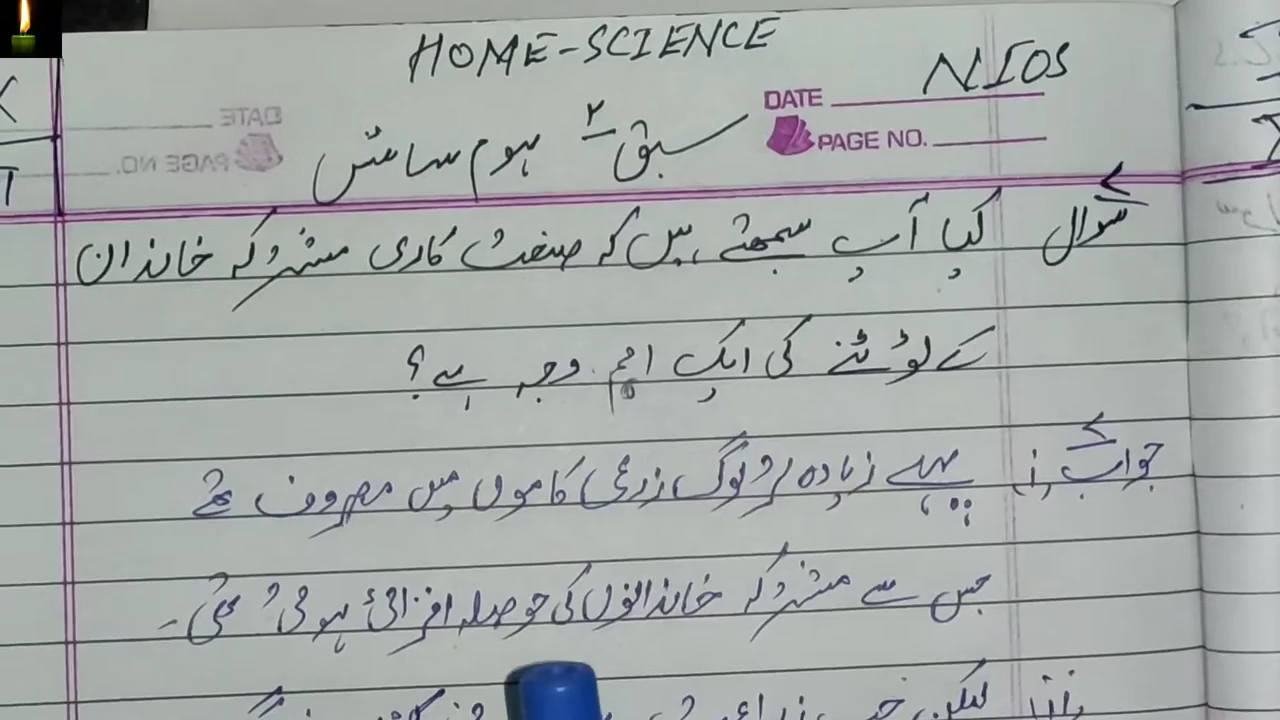 HOME-SCIENCE
NIOS
DATE
PAGE NO.
سبق ۲ ہوم سائنس
سوال کیا آپ سمجھتے ہیں کہ صنعت کاری مشترکہ خاندان
کے ٹوٹنے کی ایک اہم وجہ ہے؟
جواب i پہلے زیادہ تر لوگ زرعی کاموں میں مصروف تھے
جس سے مشترکہ خاندانوں کی حوصلہ افزائی ہوتی تھی۔
لیکن جب